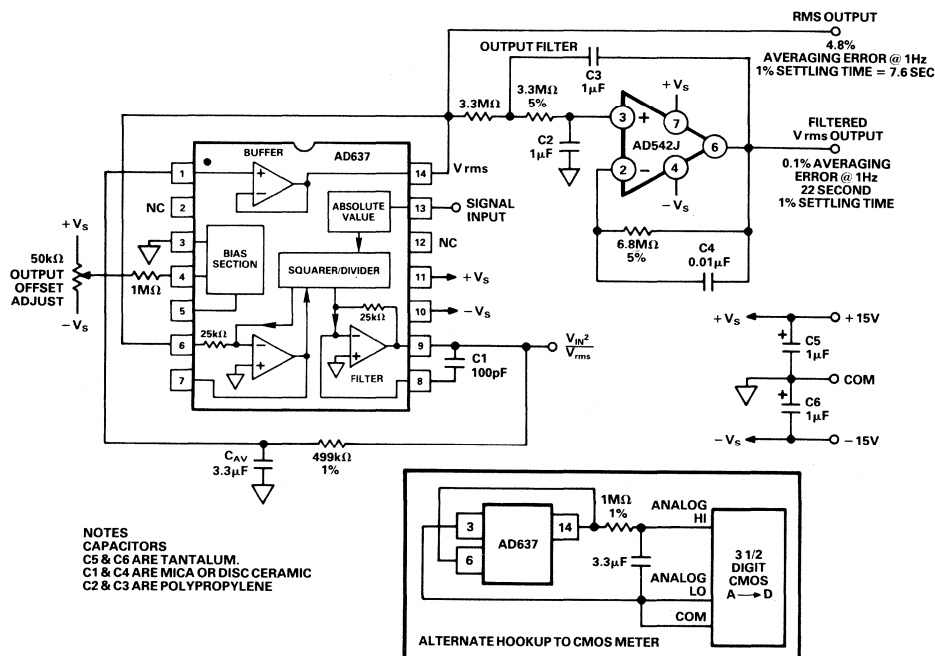 RMS OUTPUT
4.8%
AVERAGING ERROR @ 1Hz
1% SETTLING TIME = 7.6 SEC
OUTPUT FILTER
C3
1µF
3.3MΩ
3.3MΩ
5%
+VS
3
+
7
AD542J
6
2
−
4
−VS
C2
1µF
FILTERED
V rms OUTPUT
0.1% AVERAGING
ERROR @ 1Hz
22 SECOND
1% SETTLING TIME
6.8MΩ
5%
C4
0.01µF
BUFFER
AD637
1
+
−
14
V rms
NC
2
ABSOLUTE
VALUE
13
SIGNAL
INPUT
3
12
NC
+VS
50kΩ
OUTPUT
OFFSET
ADJUST
−VS
1MΩ
4
BIAS
SECTION
SQUARER/DIVIDER
11
+VS
5
25kΩ
10
−VS
6
25kΩ
−
+
−
+
FILTER
9
C1
100pF
VIN2
Vrms
7
8
CAV
3.3µF
499kΩ
1%
+VS
+15V
+
C5
1µF
COM
+
C6
1µF
−VS
−15V
NOTES
CAPACITORS
C5 & C6 ARE TANTALUM.
C1 & C4 ARE MICA OR DISC CERAMIC
C2 & C3 ARE POLYPROPYLENE
3
6
AD637
14
1MΩ
1%
3.3µF
ANALOG
HI
ANALOG
LO
COM
3 1/2
DIGIT
CMOS
A → D
ALTERNATE HOOKUP TO CMOS METER